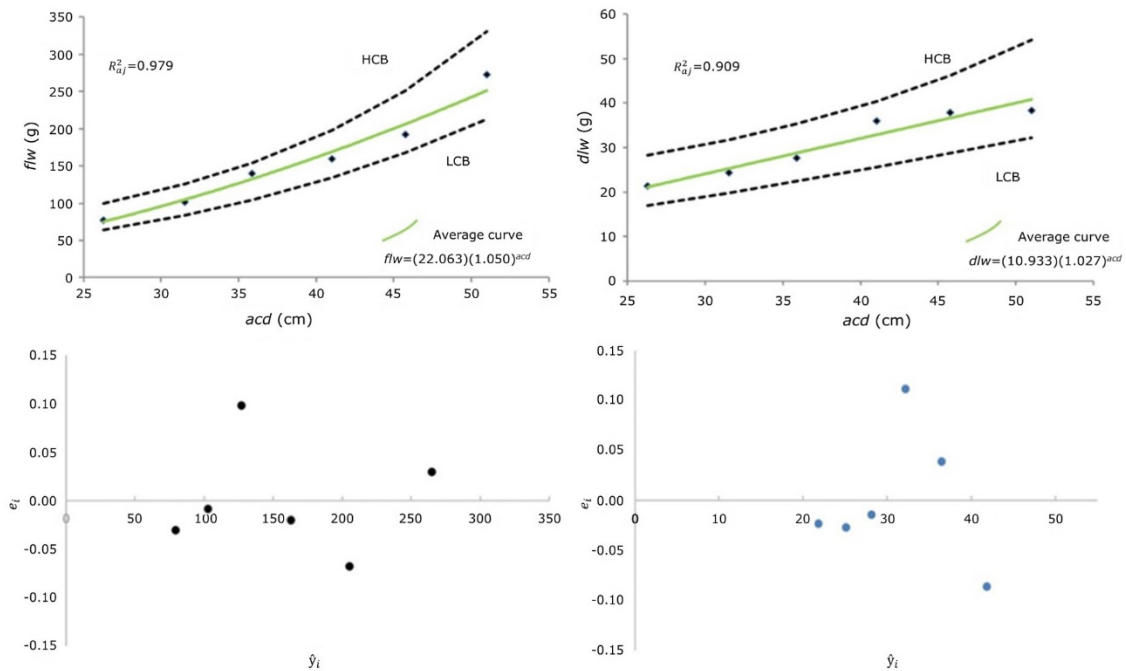 350
300
250
200
150
100
50
0
flw (g)
R²aj=0.979
HCB
LCB
Average curve
flw=(22.063)(1.050)^acd
25 30 35 40 45 50 55
acd (cm)
60
50
40
30
20
10
0
dlw (g)
R²aj=0.909
HCB
LCB
Average curve
dlw=(10.933)(1.027)^acd
25 30 35 40 45 50 55
acd (cm)
0.15
0.10
0.05
0.00
-0.05
-0.10
-0.15
eᵢ
0 50 100 150 200 250 300 350
ŷᵢ
0.15
0.10
0.05
0.00
-0.05
-0.10
-0.15
eᵢ
0 10 20 30 40 50
ŷᵢ